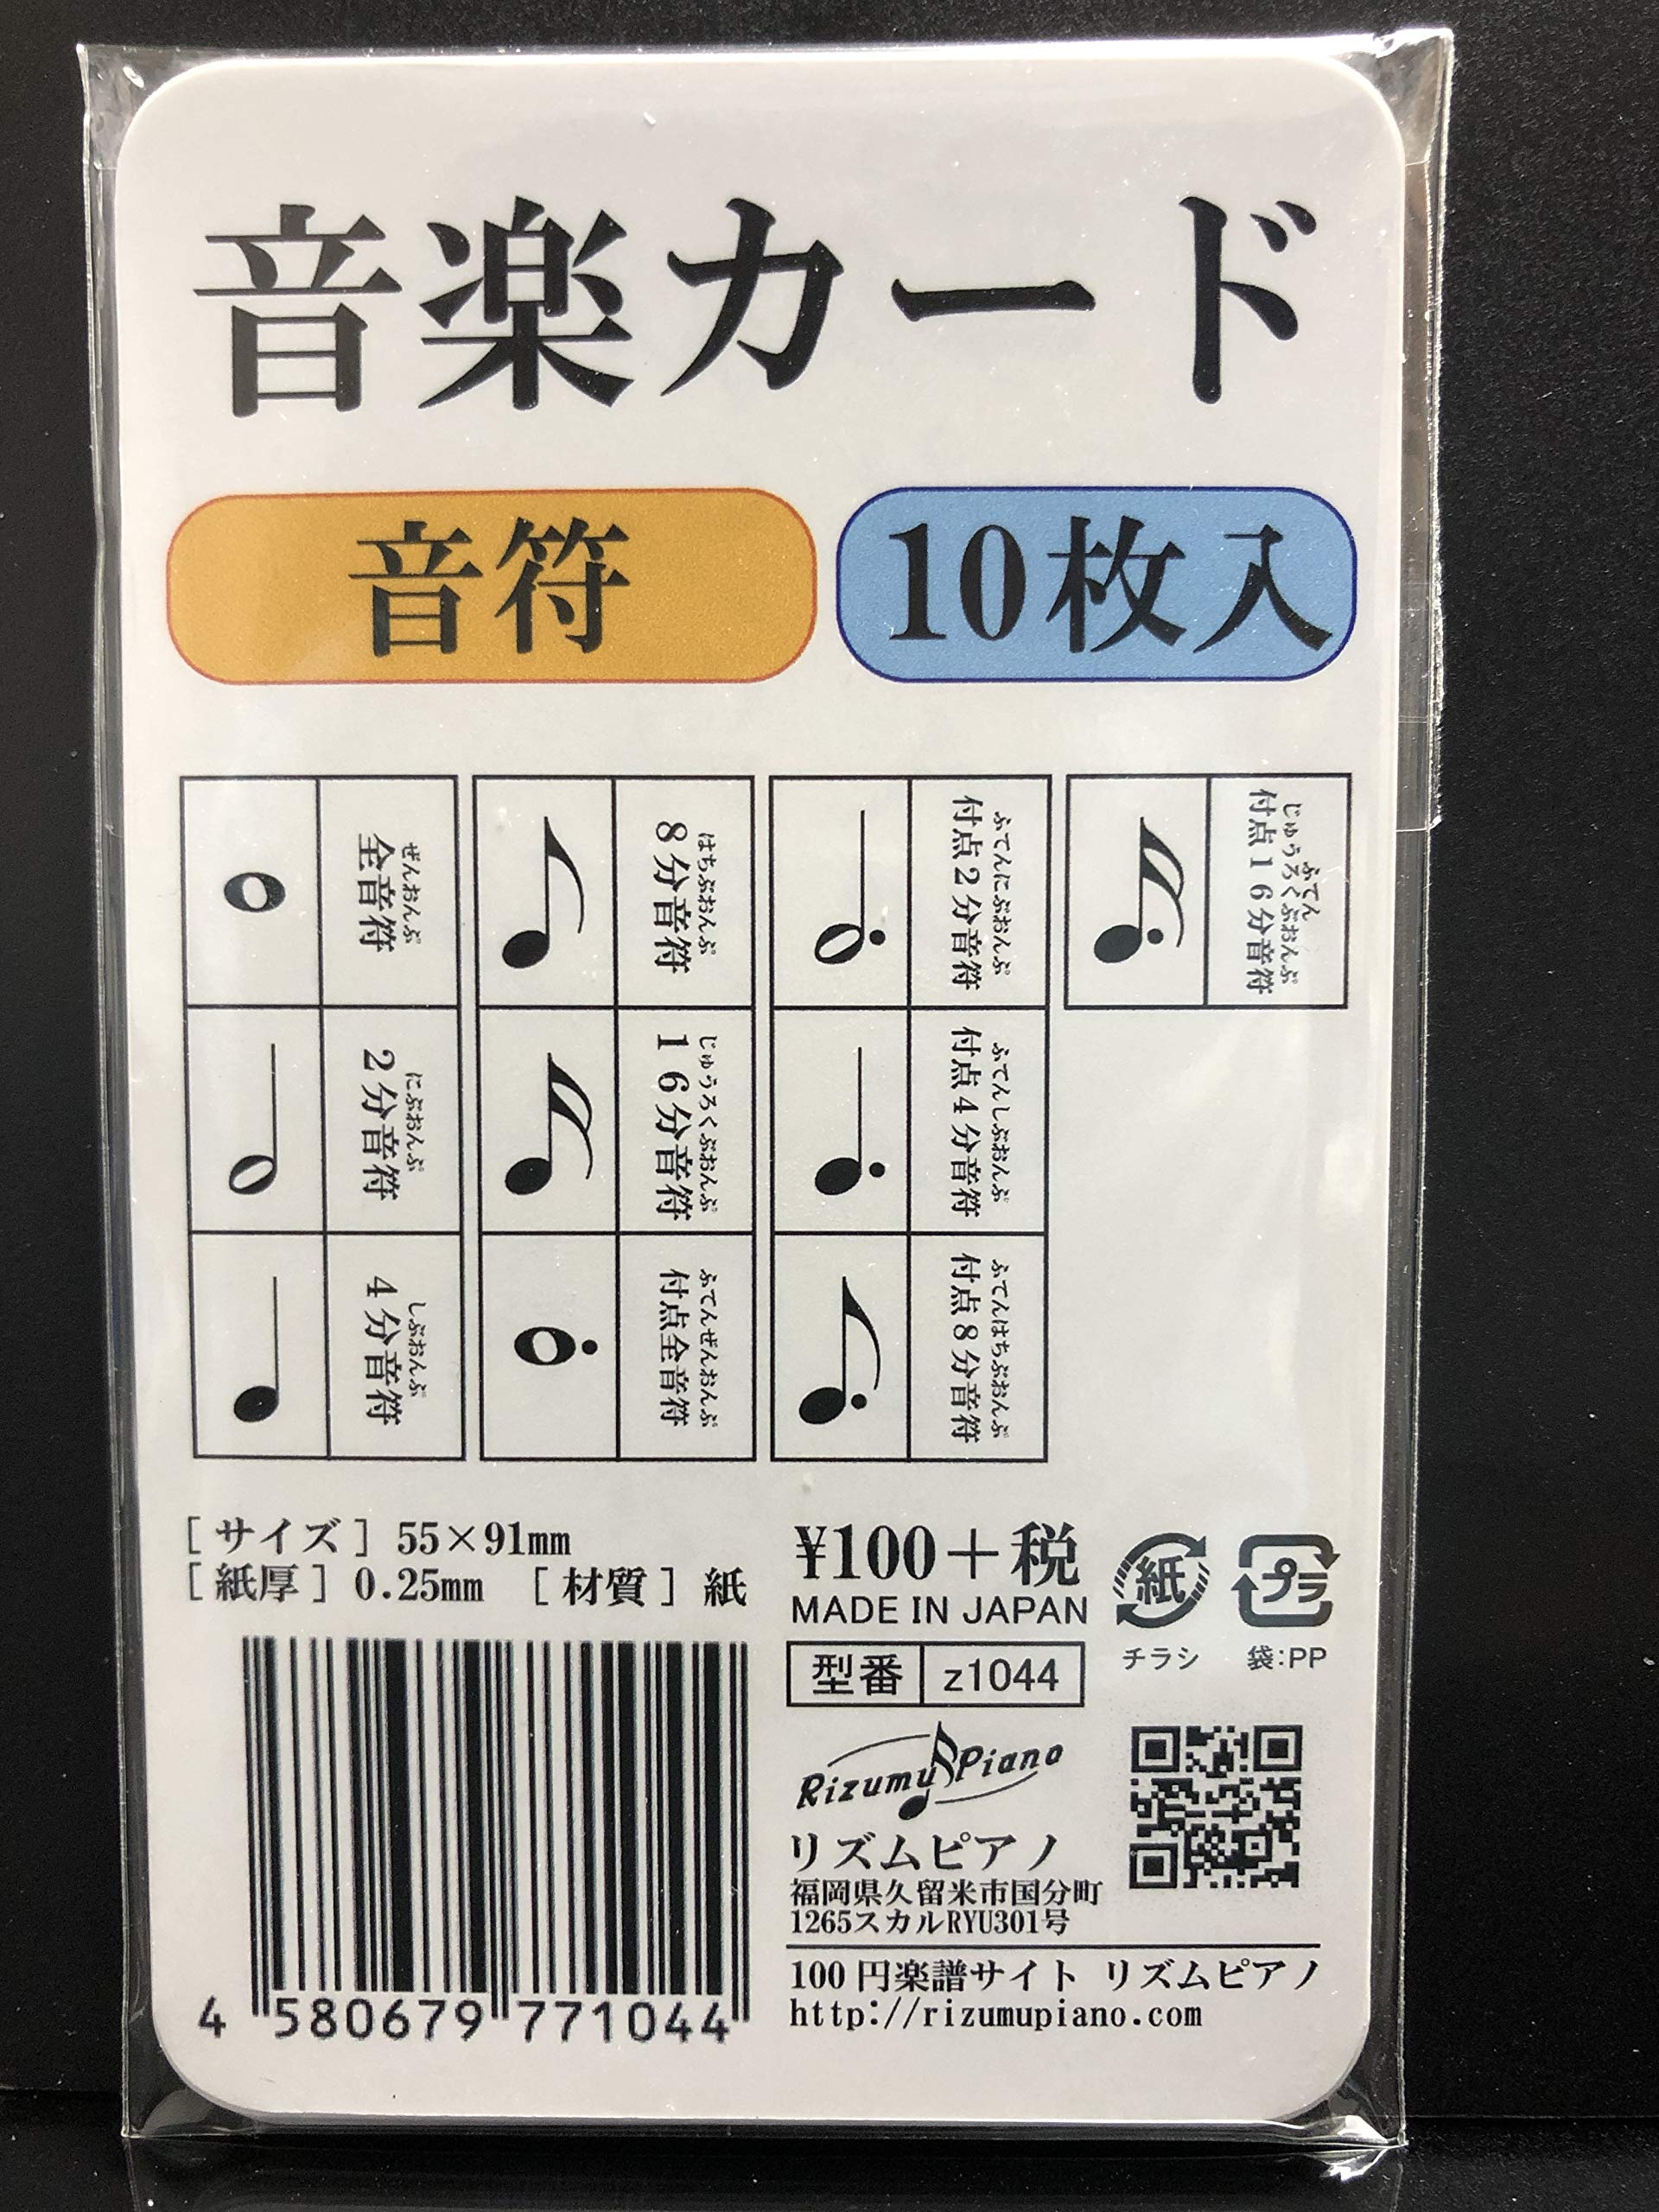 音楽カード
音符
10枚入
ぜんおんぷ
全音符
にぶおんぷ
2分音符
しぶおんぷ
4分音符
はちぶおんぷ
8分音符
じゅうろくぶおんぷ
16分音符
ふてんぜんおんぷ
付点全音符
ふてんにぶおんぷ
付点2分音符
ふてんしぶおんぷ
付点4分音符
ふてんはちぶおんぷ
付点8分音符
ふてん
じゅうろくぶおんぷ
付点16分音符
[サイズ] 55×91mm
[紙厚] 0.25mm [材質] 紙
¥100+税
MADE IN JAPAN
紙
チラシ
プラ
袋:PP
型番 z1044
Rizumu Piano
リズムピアノ
福岡県久留米市国分町
1265スカルRYU301号
100円楽譜サイト リズムピアノ
http://rizumupiano.com
4 580679 771044